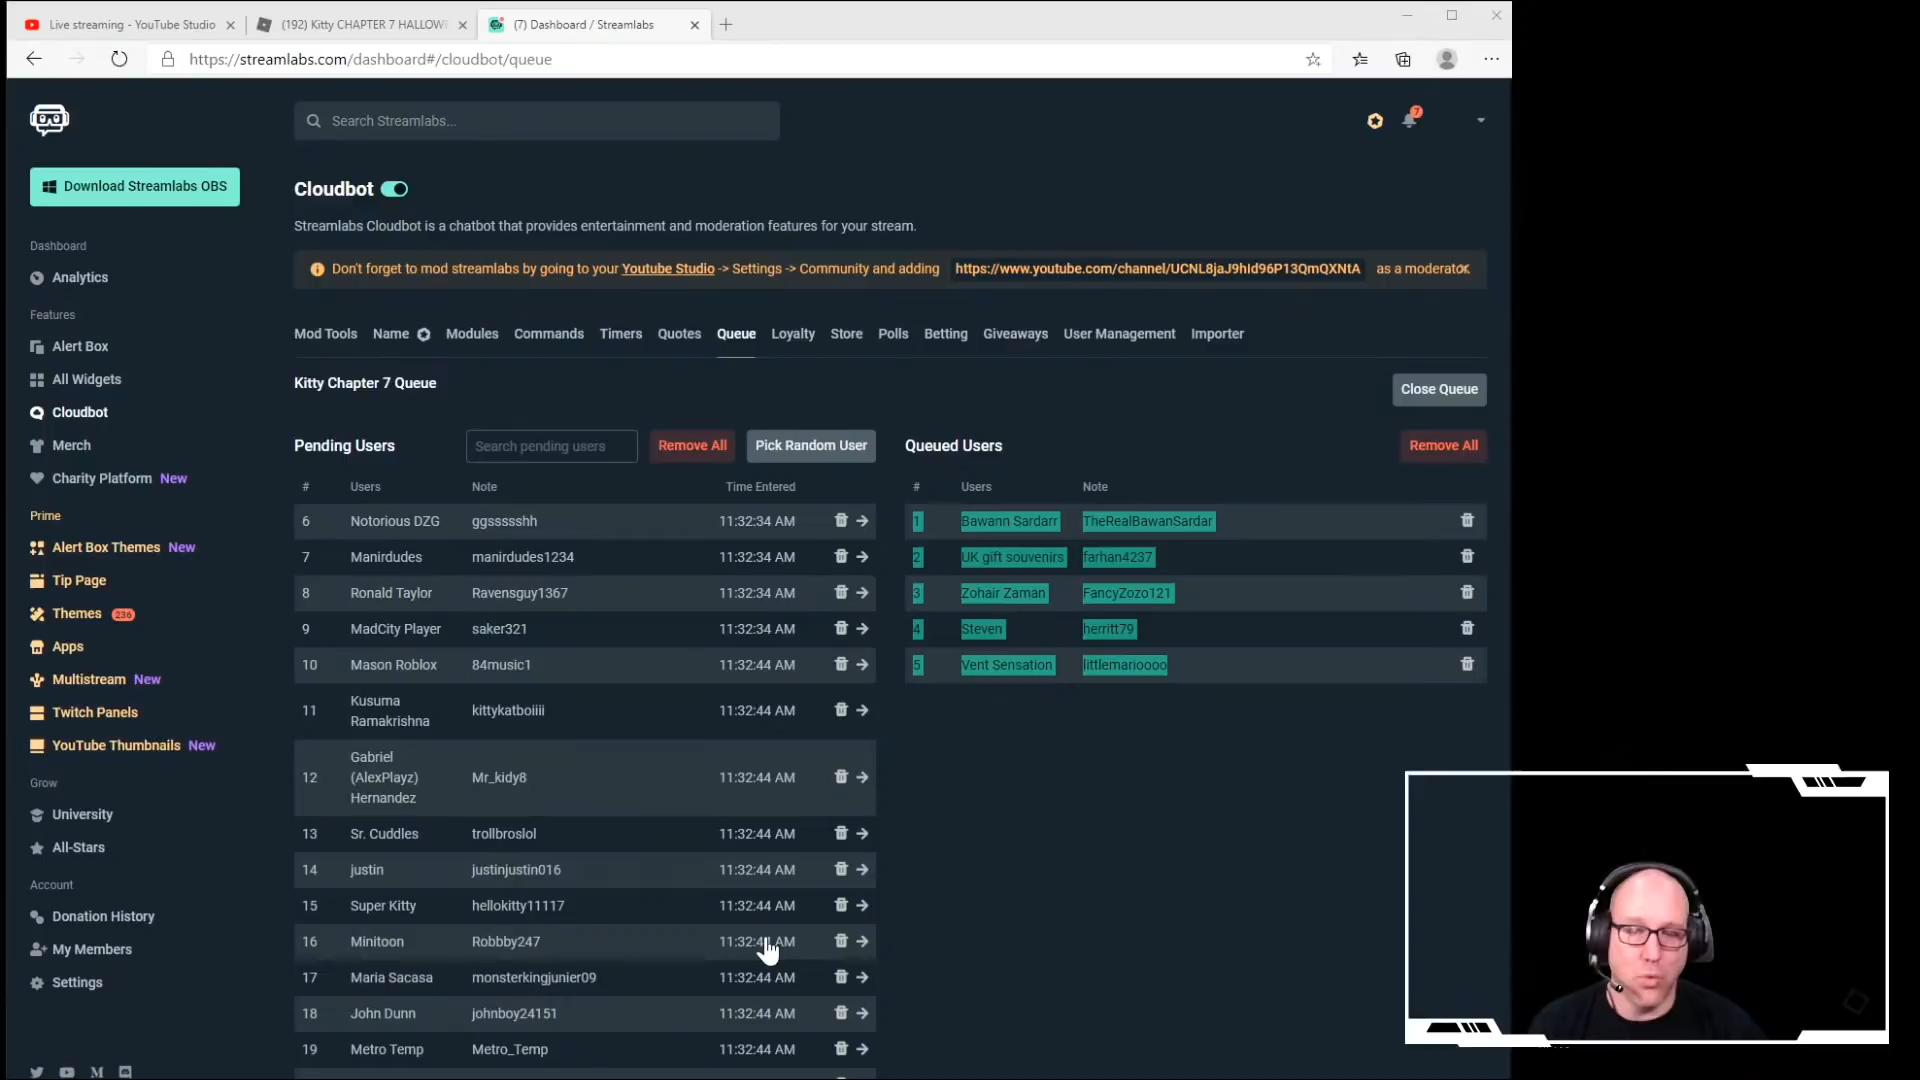 Live streaming - YouTube Studio
(192) Kitty CHAPTER 7 HALLOW
(7) Dashboard / Streamlabs
https://streamlabs.com/dashboard#/cloudbot/queue
Search Streamlabs...
7
Download Streamlabs OBS
Dashboard
Analytics
Features
Alert Box
All Widgets
Cloudbot
Merch
Charity Platform New
Prime
Alert Box Themes New
Tip Page
Themes 236
Apps
Multistream New
Twitch Panels
YouTube Thumbnails New
Grow
University
All-Stars
Account
Donation History
My Members
Settings
Cloudbot
Streamlabs Cloudbot is a chatbot that provides entertainment and moderation features for your stream.
Don't forget to mod streamlabs by going to your Youtube Studio -> Settings -> Community and adding https://www.youtube.com/channel/UCNL8jaJ9hId96P13QmQXNtA as a moderator.
Mod Tools Name Modules Commands Timers Quotes Queue Loyalty Store Polls Betting Giveaways User Management Importer
Kitty Chapter 7 Queue
Close Queue
Pending Users
Search pending users
Remove All
Pick Random User
# Users Note Time Entered
6 Notorious DZG ggssssshh 11:32:34 AM
7 Manirdudes manirdudes1234 11:32:34 AM
8 Ronald Taylor Ravensguy1367 11:32:34 AM
9 MadCity Player saker321 11:32:34 AM
10 Mason Roblox 84music1 11:32:44 AM
11 Kusuma
Ramakrishna kittykatboiiii 11:32:44 AM
12 Gabriel
(AlexPlayz)
Hernandez Mr_kidy8 11:32:44 AM
13 Sr. Cuddles trollbroslol 11:32:44 AM
14 justin justinjustin016 11:32:44 AM
15 Super Kitty hellokitty11117 11:32:44 AM
16 Minitoon Robbby247 11:32:4 AM
17 Maria Sacasa monsterkingjunier09 11:32:44 AM
18 John Dunn johnboy24151 11:32:44 AM
19 Metro Temp Metro_Temp 11:32:44 AM
Queued Users
Remove All
# Users Note
1 Bawann Sardarr TheRealBawanSardar
2 UK gift souvenirs farhan4237
3 Zohair Zaman FancyZozo121
4 Steven herritt79
5 Vent Sensation littlemarioooo